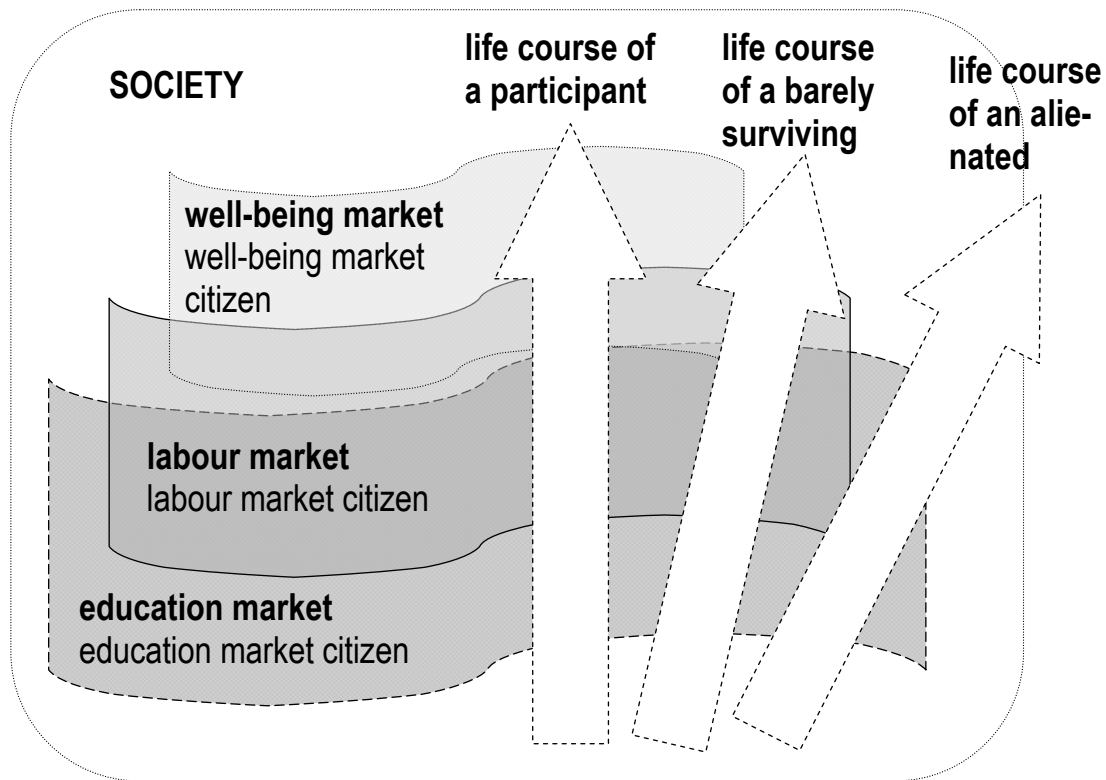 SOCIETY
life course of
a participant
life course
of a barely
surviving
life course
of an alie-
nated
well-being market
well-being market
citizen
labour market
labour market citizen
education market
education market citizen